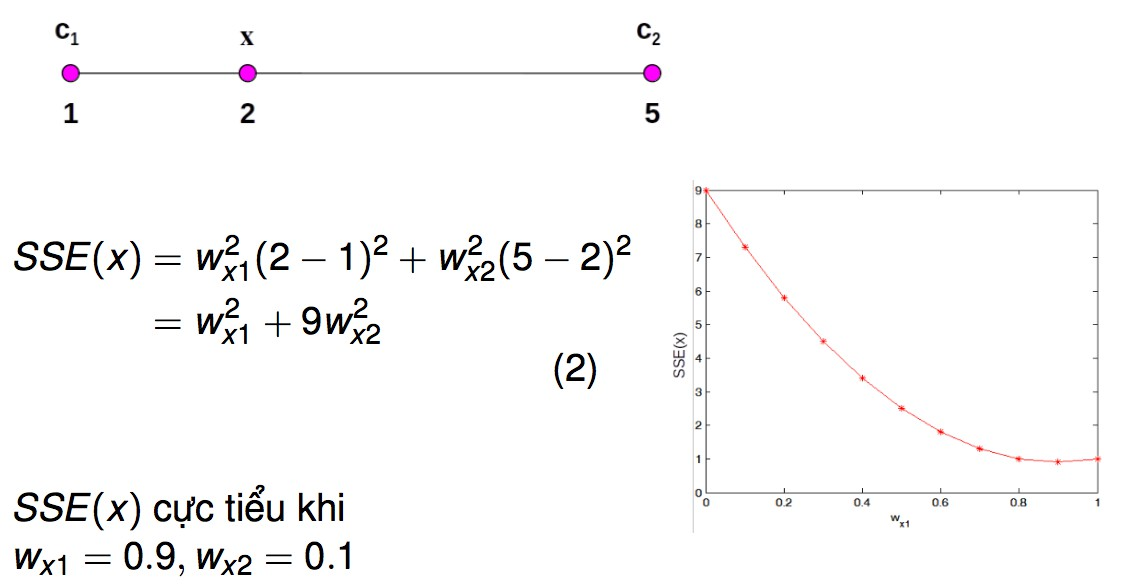 c₁ x c₂
1 2 5
SSE(x) = w²ₓ₁(2 − 1)² + w²ₓ₂(5 − 2)²
= w²ₓ₁ + 9w²ₓ₂
(2)
SSE(x) cực tiểu khi
wₓ₁ = 0.9, wₓ₂ = 0.1
9
8
7
6
5
4
3
2
1
0
SSE(x)
0 0.2 0.4 0.6 0.8 1
wₓ₁